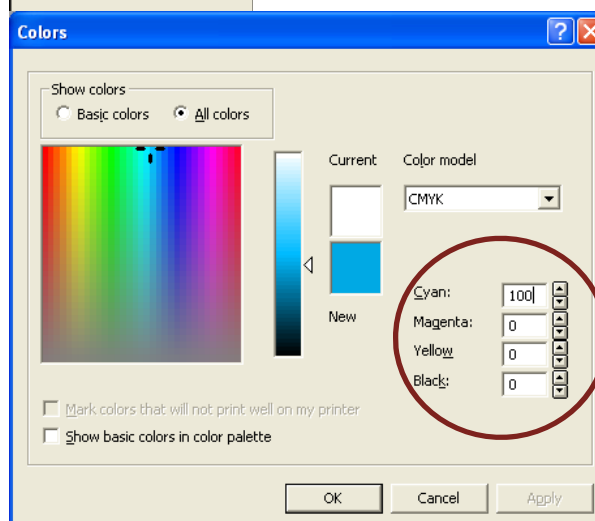 Colors
Show colors
Basic colors All colors
Current Color model
CMYK
Cyan: 100
New Magenta: 0
Yellow 0
Black: 0
Mark colors that will not print well on my printer
Show basic colors in color palette
OK Cancel Apply